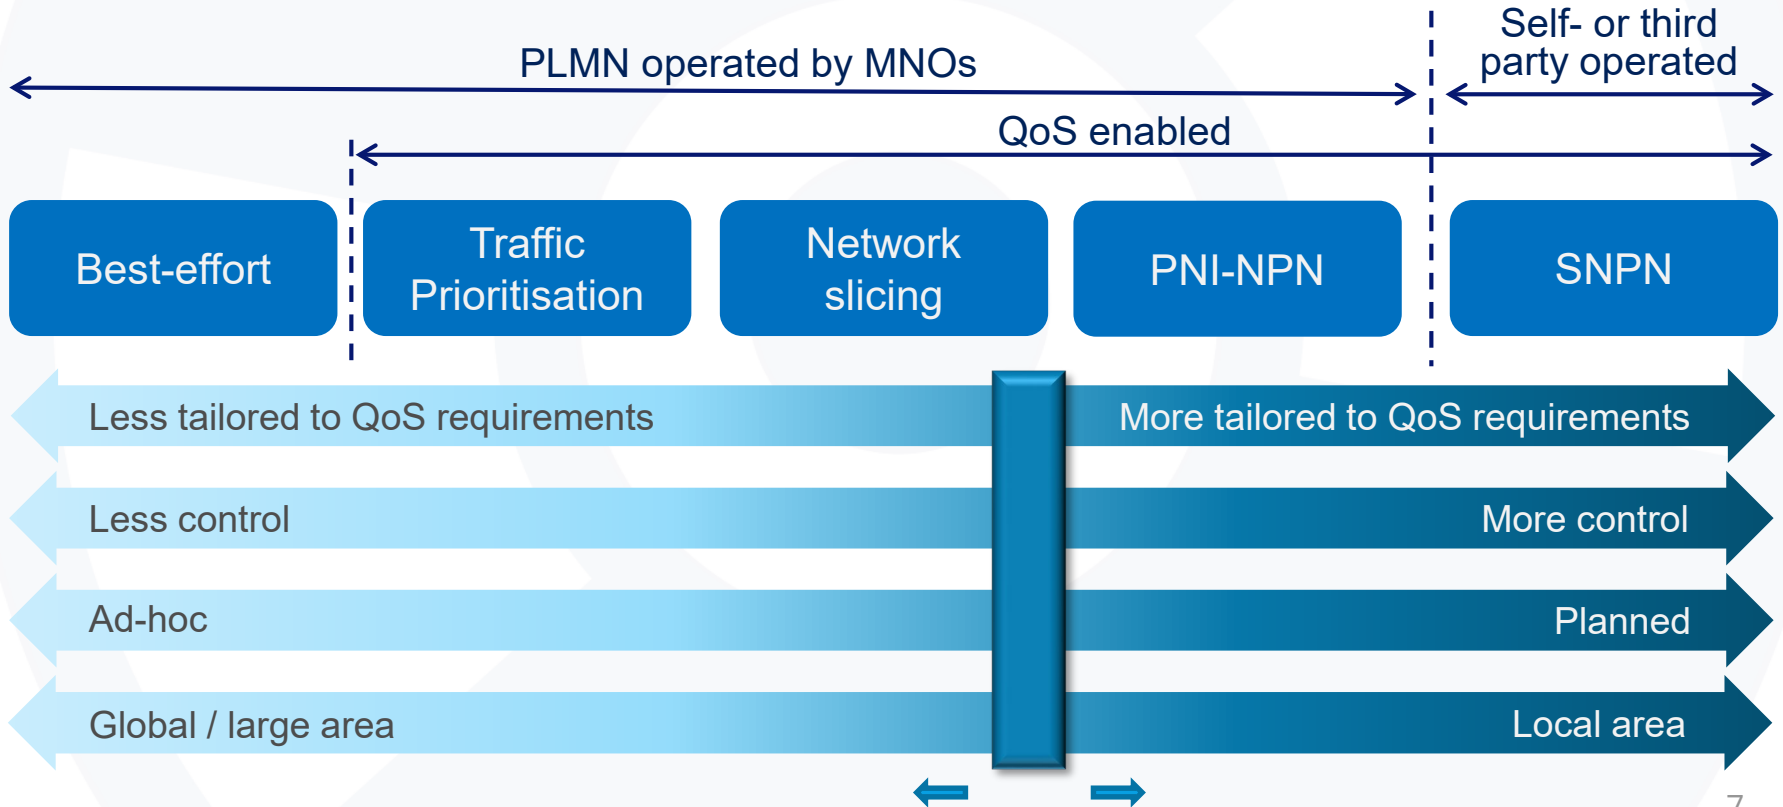 PLMN operated by MNOs
Self- or third
party operated
QoS enabled
Best-effort
Traffic
Prioritisation
Network
slicing
PNI-NPN
SNPN
Less tailored to QoS requirements
More tailored to QoS requirements
Less control
More control
Ad-hoc
Planned
Global / large area
Local area
7